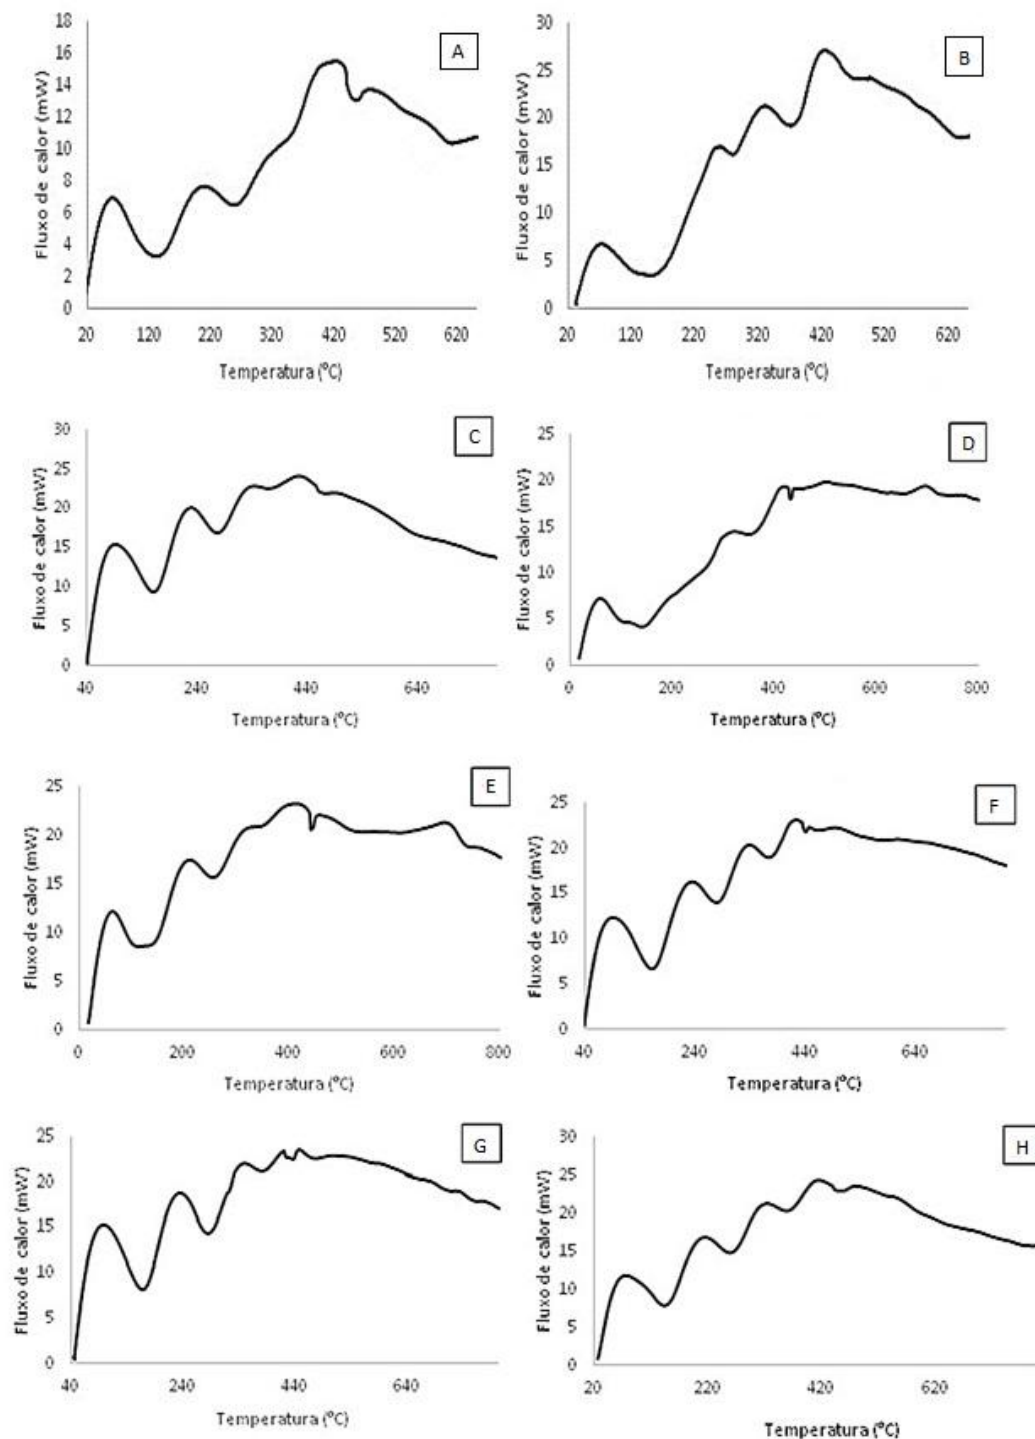 A
Fluxo de calor (mW)
18
16
14
12
10
8
6
4
2
0
20 120 220 320 420 520 620
Temperatura (°C)
B
Fluxo de calor (mW)
30
25
20
15
10
5
0
20 120 220 320 420 520 620
Temperatura (°C)
C
Fluxo de calor (mW)
30
25
20
15
10
5
0
40 240 440 640
Temperatura (°C)
D
Fluxo de calor (mW)
25
20
15
10
5
0
0 200 400 600 800
Temperatura (°C)
E
Fluxo de calor (mW)
25
20
15
10
5
0
0 200 400 600 800
Temperatura (°C)
F
Fluxo de calor (mW)
25
20
15
10
5
0
40 240 440 640
Temperatura (°C)
G
Fluxo de calor (mW)
25
20
15
10
5
0
40 240 440 640
Temperatura (°C)
H
Fluxo de calor (mW)
30
25
20
15
10
5
0
20 220 420 620
Temperatura (°C)